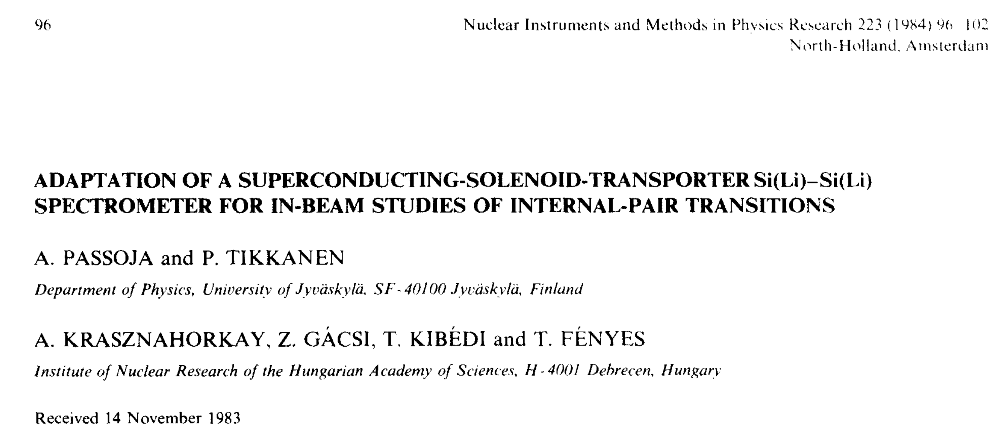 96
Nuclear Instruments and Methods in Physics Research 223 (1984) 96 102
North-Holland, Amsterdam
ADAPTATION OF A SUPERCONDUCTING-SOLENOID-TRANSPORTER Si(Li)–Si(Li)
SPECTROMETER FOR IN-BEAM STUDIES OF INTERNAL-PAIR TRANSITIONS
A. PASSOJA and P. TIKKANEN
Department of Physics, University of Jyväskylä, SF-40100 Jyväskylä, Finland
A. KRASZNAHORKAY, Z. GÁCSI, T. KIBÉDI and T. FÉNYES
Institute of Nuclear Research of the Hungarian Academy of Sciences, H-4001 Debrecen, Hungary
Received 14 November 1983